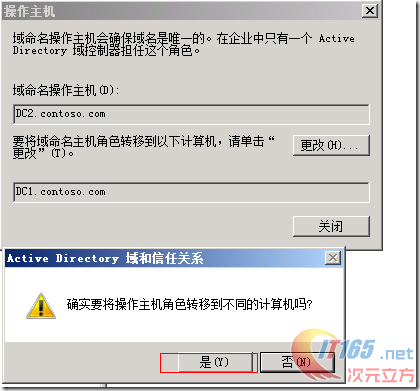 操作主机
域命名操作主机会确保域名是唯一的。在企业中只有一个 Active
Directory 域控制器担任这个角色。
域命名操作主机(D):
DC2.contoso.com
要将域命名主机角色转移到以下计算机，请单击“
更改”(T)。
更改(H)...
DC1.contoso.com
关闭
Active Directory 域和信任关系
确实要将操作主机角色转移到不同的计算机吗?
是(Y)
否(N)
IT165.net
次元立方